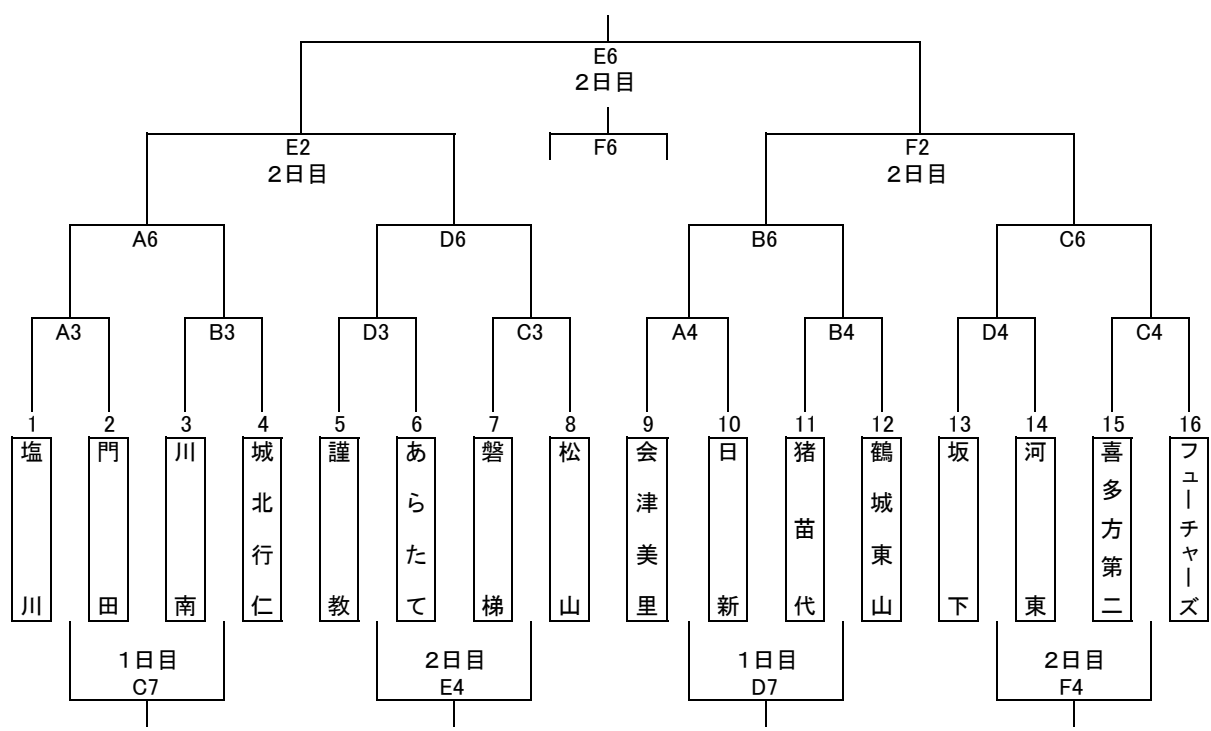 E6
２日目
E2
２日目
F6
F2
２日目
A6
D6
B6
C6
A3
B3
D3
C3
A4
B4
D4
C4
1
2
3
4
5
6
7
8
9
10
11
12
13
14
15
16
塩川
門田
川南
城北行仁
謹教
あらたて
磐梯
松山
会津美里
日新
猪苗代
鶴城東山
坂下
河東
喜多方第二
フューチャーズ
１日目
C7
２日目
E4
１日目
D7
２日目
F4